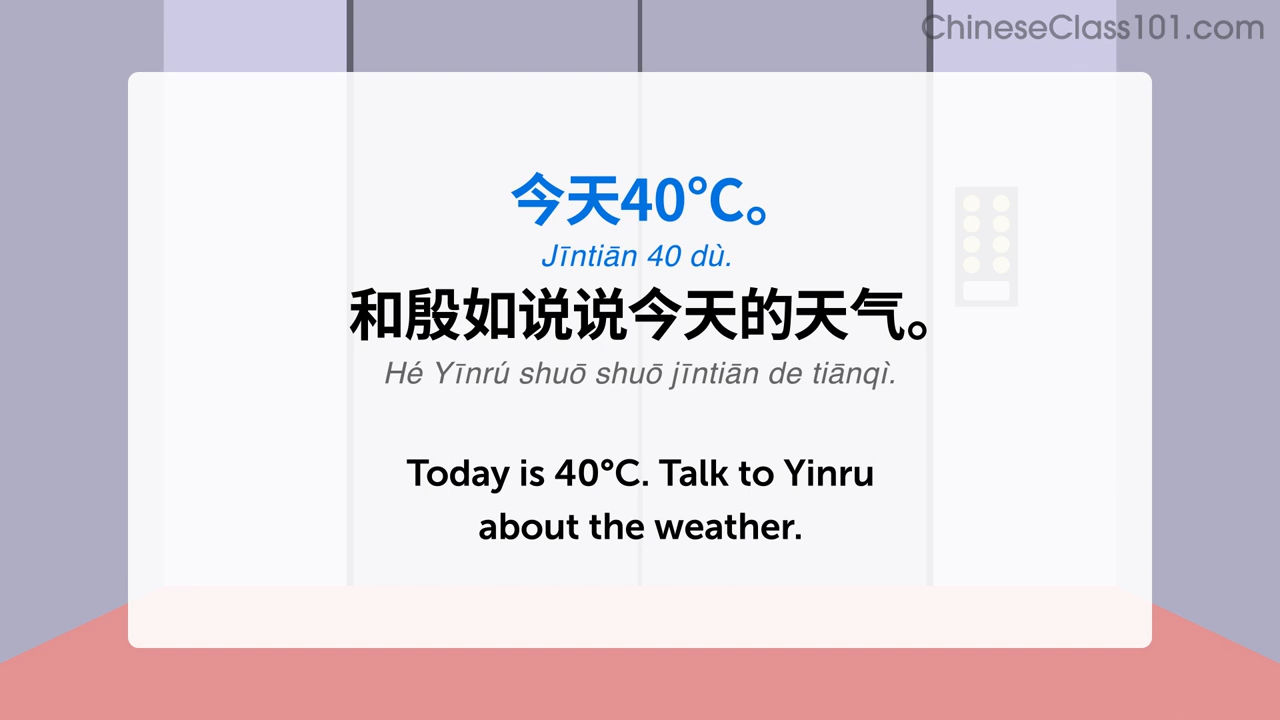 ChineseClass101.com
今天40°C。
Jīntiān 40 dù.
和殷如说说今天的天气。
Hé Yīnrú shuō shuō jīntiān de tiānqì.
Today is 40°C. Talk to Yinru
about the weather.